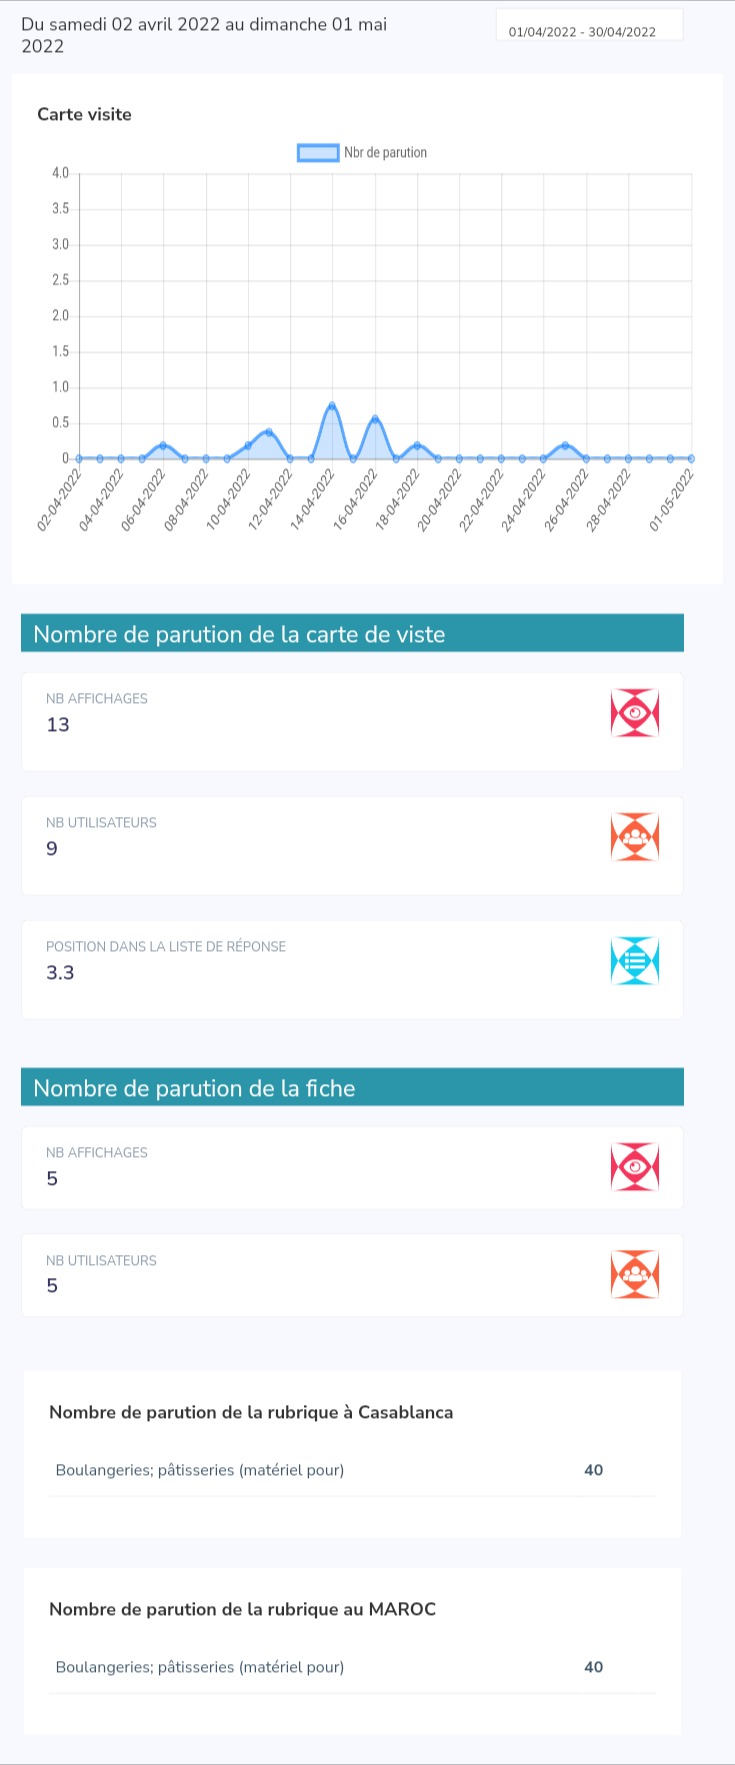 Du samedi 02 avril 2022 au dimanche 01 mai
2022
01/04/2022 - 30/04/2022
Carte visite
Nbr de parution
4.0
3.5
3.0
2.5
2.0
1.5
1.0
0.5
0
02-04-2022
04-04-2022
06-04-2022
08-04-2022
10-04-2022
12-04-2022
14-04-2022
16-04-2022
18-04-2022
20-04-2022
22-04-2022
24-04-2022
26-04-2022
28-04-2022
01-05-2022
Nombre de parution de la carte de viste
NB AFFICHAGES
13
NB UTILISATEURS
9
POSITION DANS LA LISTE DE RÉPONSE
3.3
Nombre de parution de la fiche
NB AFFICHAGES
5
NB UTILISATEURS
5
Nombre de parution de la rubrique à Casablanca
Boulangeries; pâtisseries (matériel pour) 40
Nombre de parution de la rubrique au MAROC
Boulangeries; pâtisseries (matériel pour) 40